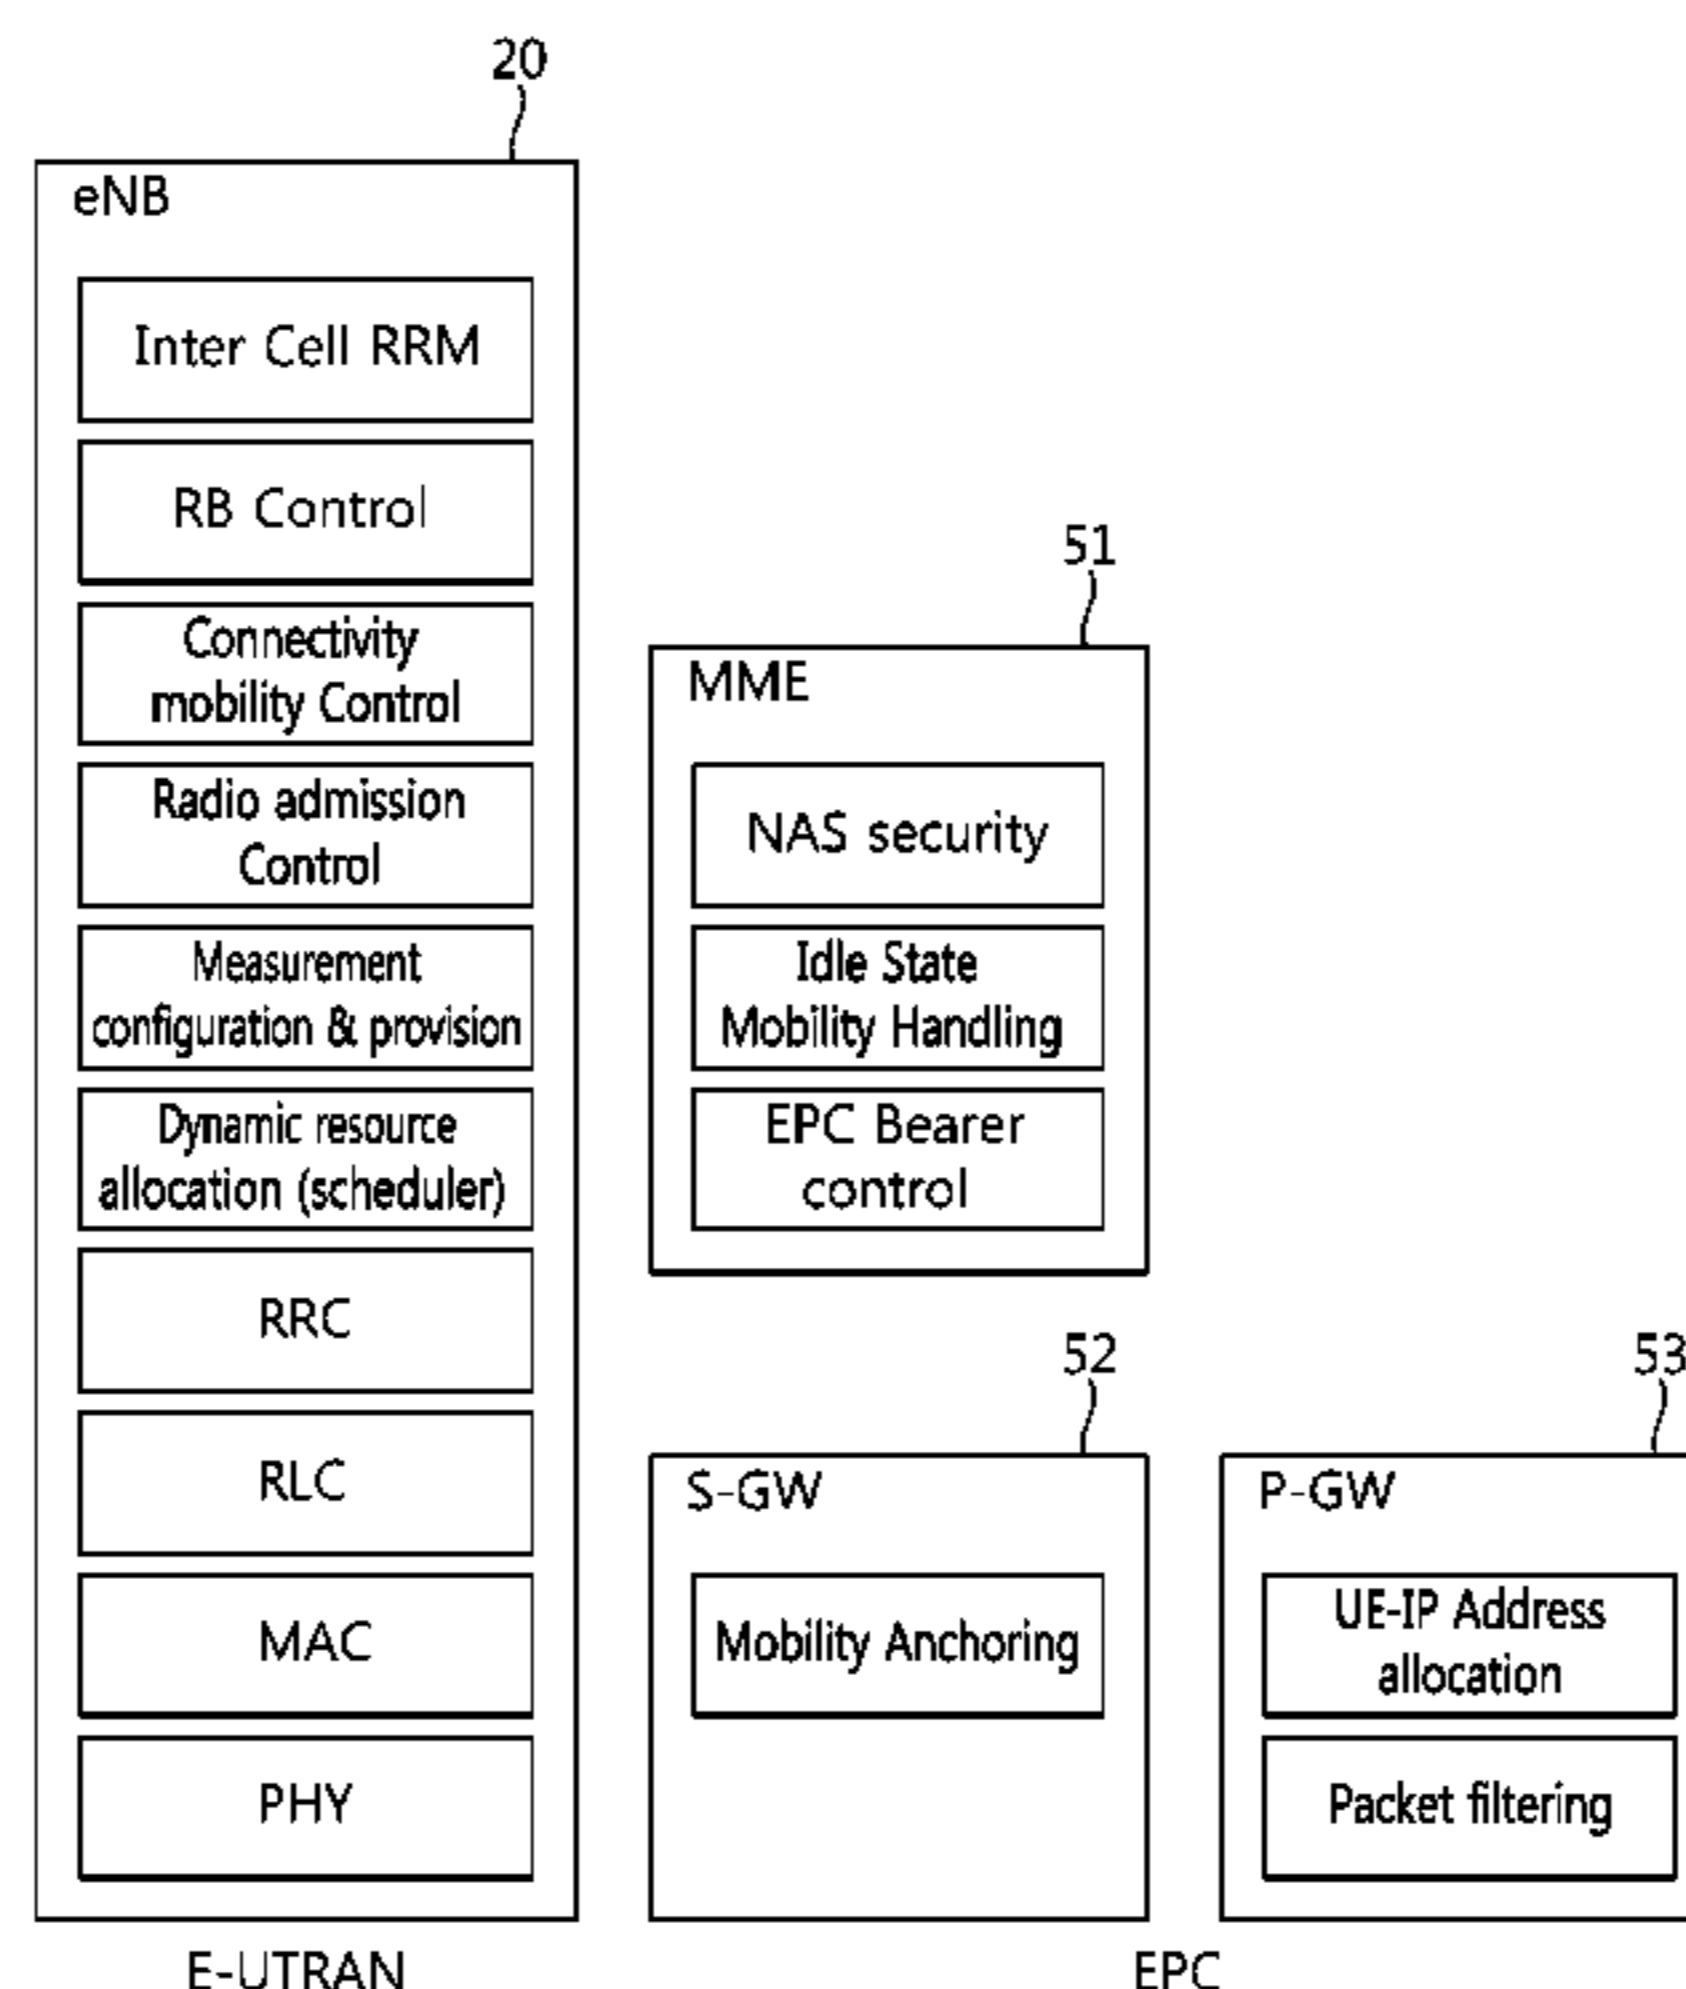 20
eNB
Inter Cell RRM
RB Control
Connectivity
mobility Control
Radio admission
Control
Measurement
configuration & provision
Dynamic resource
allocation (scheduler)
RRC
RLC
MAC
PHY
E-UTRAN
51
MME
NAS security
Idle State
Mobility Handling
EPC Bearer
control
52
S-GW
Mobility Anchoring
53
P-GW
UE-IP Address
allocation
Packet filtering
EPC